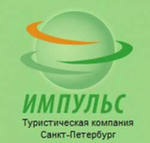 ИМПУЛЬС
Туристическая компания
Санкт-Петербург